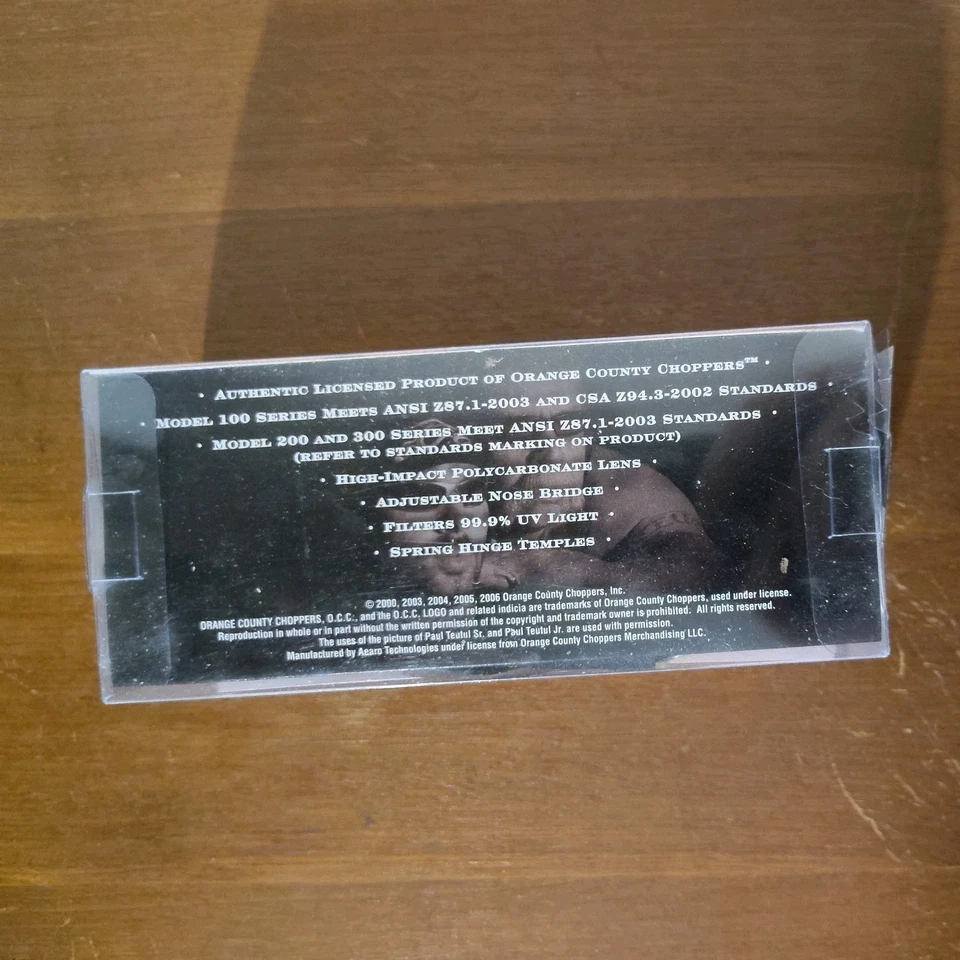 · Authentic Licensed Product of Orange County Choppers™ ·
· Model 100 Series Meets ANSI Z87.1-2003 and CSA Z94.3-2002 Standards ·
· Model 200 and 300 Series Meet ANSI Z87.1-2003 Standards ·
(refer to standards marking on product)
· High-Impact Polycarbonate Lens ·
· Adjustable Nose Bridge ·
· Filters 99.9% UV Light ·
· Spring Hinge Temples ·
© 2000, 2003, 2004, 2005, 2006 Orange County Choppers, Inc.
ORANGE COUNTY CHOPPERS, O.C.C., and the O.C.C. LOGO and related indicia are trademarks of Orange County Choppers, used under license.
Reproduction in whole or in part without the written permission of the copyright and trademark owner is prohibited. All rights reserved.
The uses of the picture of Paul Teutul Sr. and Paul Teutul Jr. are used with permission.
Manufactured by Aearo Technologies under license from Orange County Choppers Merchandising LLC.